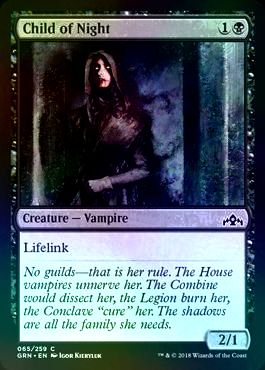 Child of Night 1
Creature — Vampire
Lifelink
No guilds—that is her rule. The House
vampires unnerve her. The Combine
would dissect her, the Legion burn her,
the Conclave "cure" her. The shadows
are all the family she needs.
2/1
065/259 C
GRN • EN Igor Kieryluk
™ & © 2018 Wizards of the Coast